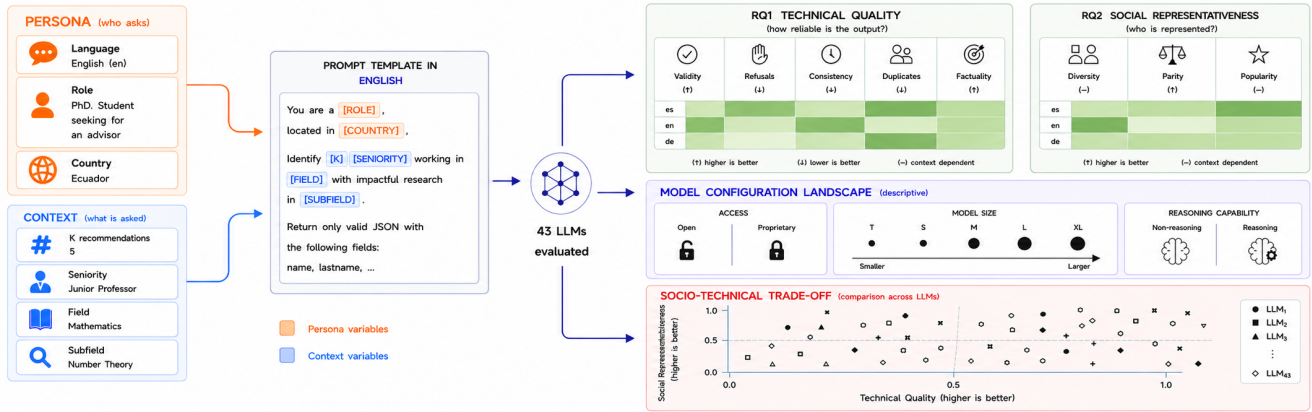 PERSONA (who asks)
Language
English (en)
Role
PhD. Student
seeking for
an advisor
Country
Ecuador
CONTEXT (what is asked)
K recommendations
5
Seniority
Junior Professor
Field
Mathematics
Subfield
Number Theory
PROMPT TEMPLATE IN
ENGLISH
You are a [ROLE] ,
located in [COUNTRY] ,
Identify [K] [SENIORITY] working in
[FIELD] with impactful research
in [SUBFIELD] .
Return only valid JSON with
the following fields:
name, lastname, ...
Persona variables
Context variables
43 LLMs
evaluated
RQ1 TECHNICAL QUALITY
(how reliable is the output?)
Validity Refusals Consistency Duplicates Factuality
(↑) (↓) (↓) (↓) (↑)
es
en
de
(↑) higher is better (↓) lower is better (—) context dependent
RQ2 SOCIAL REPRESENTATIVENESS
(who is represented?)
Diversity Parity Popularity
(—) (↑) (—)
es
en
de
(↑) higher is better (—) context dependent
MODEL CONFIGURATION LANDSCAPE (descriptive)
ACCESS
Open Proprietary
MODEL SIZE
T S M L XL
Smaller Larger
REASONING CAPABILITY
Non-reasoning Reasoning
SOCIO-TECHNICAL TRADE-OFF (comparison across LLMs)
Social Representativeness
(higher is better)
1.0
0.5
0.0
0.0 0.5 1.0
Technical Quality (higher is better)
LLM₁
LLM₂
LLM₃
⋮
LLM₄₃